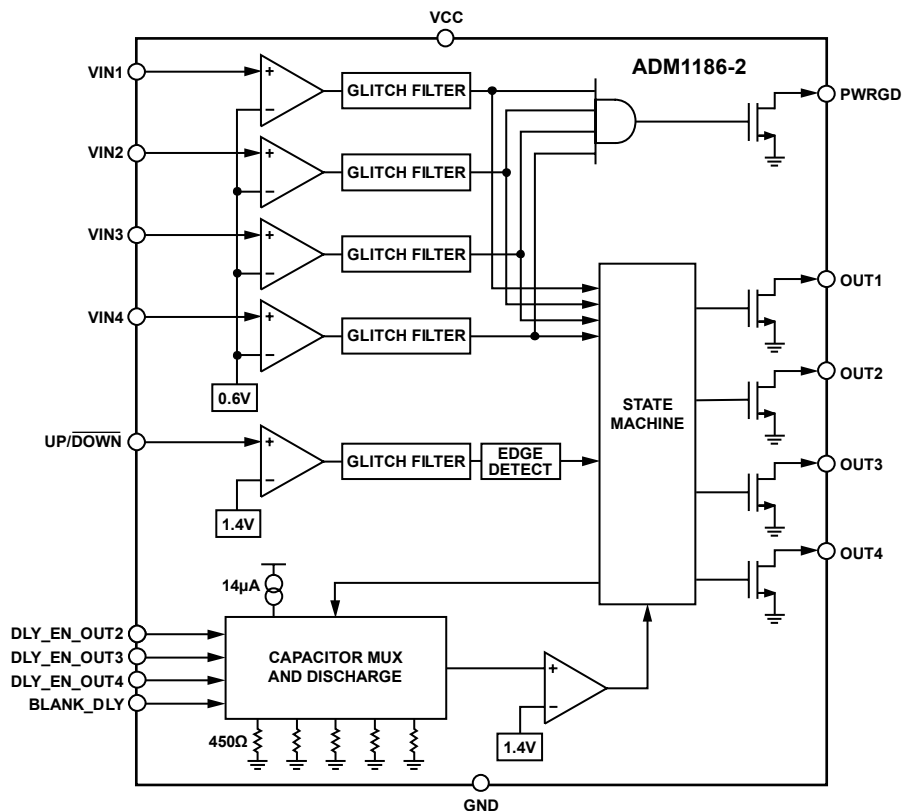 VCC
ADM1186-2
VIN1
+
−
GLITCH FILTER
PWRGD
VIN2
+
−
GLITCH FILTER
VIN3
+
−
GLITCH FILTER
OUT1
VIN4
+
−
GLITCH FILTER
0.6V
OUT2
STATE
MACHINE
UP/DOWN
+
−
GLITCH FILTER
EDGE
DETECT
OUT3
1.4V
OUT4
14µA
DLY_EN_OUT2
DLY_EN_OUT3
DLY_EN_OUT4
BLANK_DLY
CAPACITOR MUX
AND DISCHARGE
+
−
450Ω
1.4V
GND